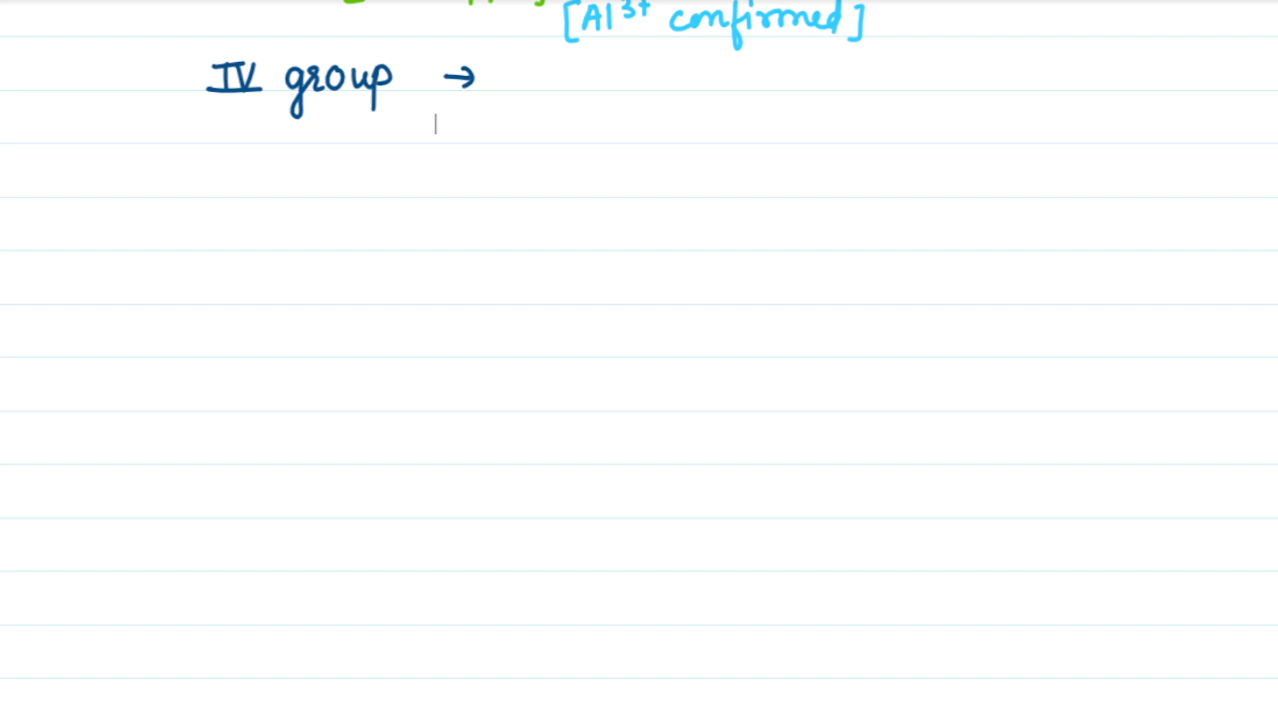 [Al³⁺ confirmed]
IV group →